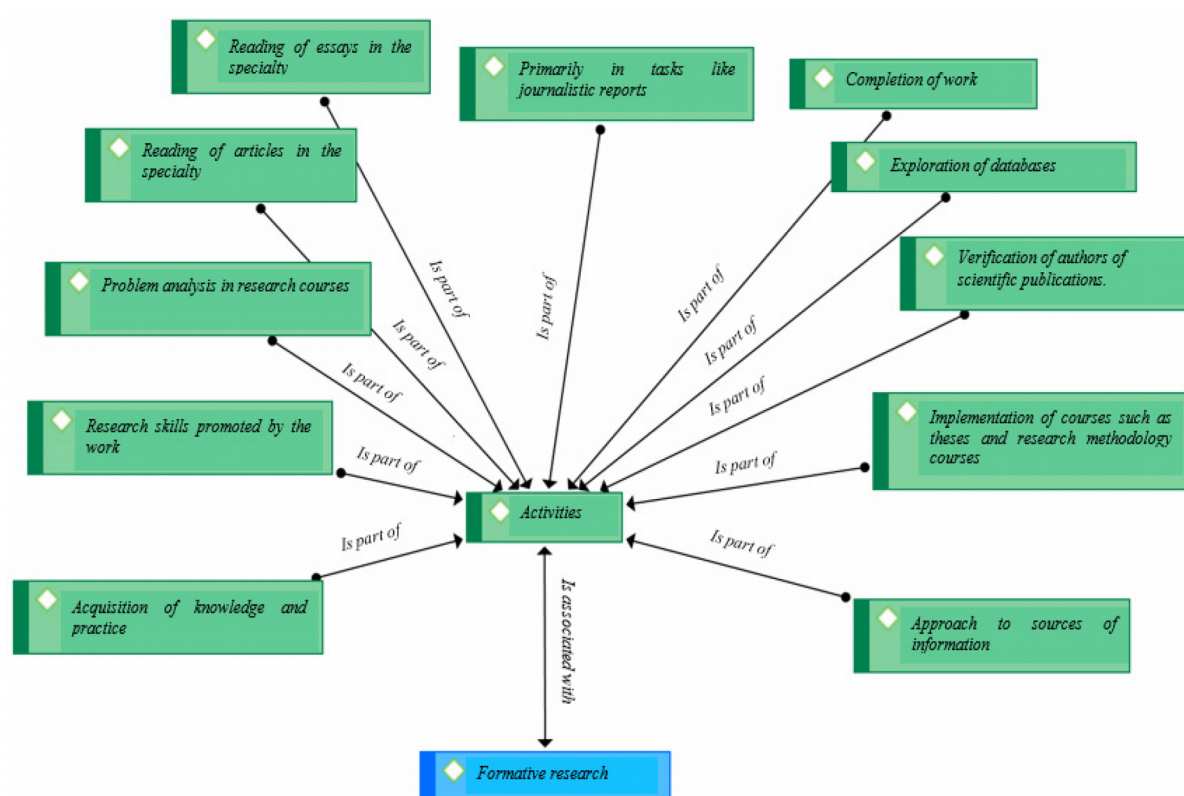 Reading of essays in the
specialty
Primarily in tasks like
journalistic reports
Completion of work
Reading of articles in the
specialty
Exploration of databases
Problem analysis in research courses
Verification of authors of
scientific publications.
Is part of
Is part of
Is part of
Is part of
Is part of
Is part of
Is part of
Research skills promoted by the
work
Implementation of courses such as
theses and research methodology
courses
Is part of
Is part of
Activities
Is part of
Is part of
Acquisition of knowledge and
practice
Is associated with
Approach to sources of
information
Formative research